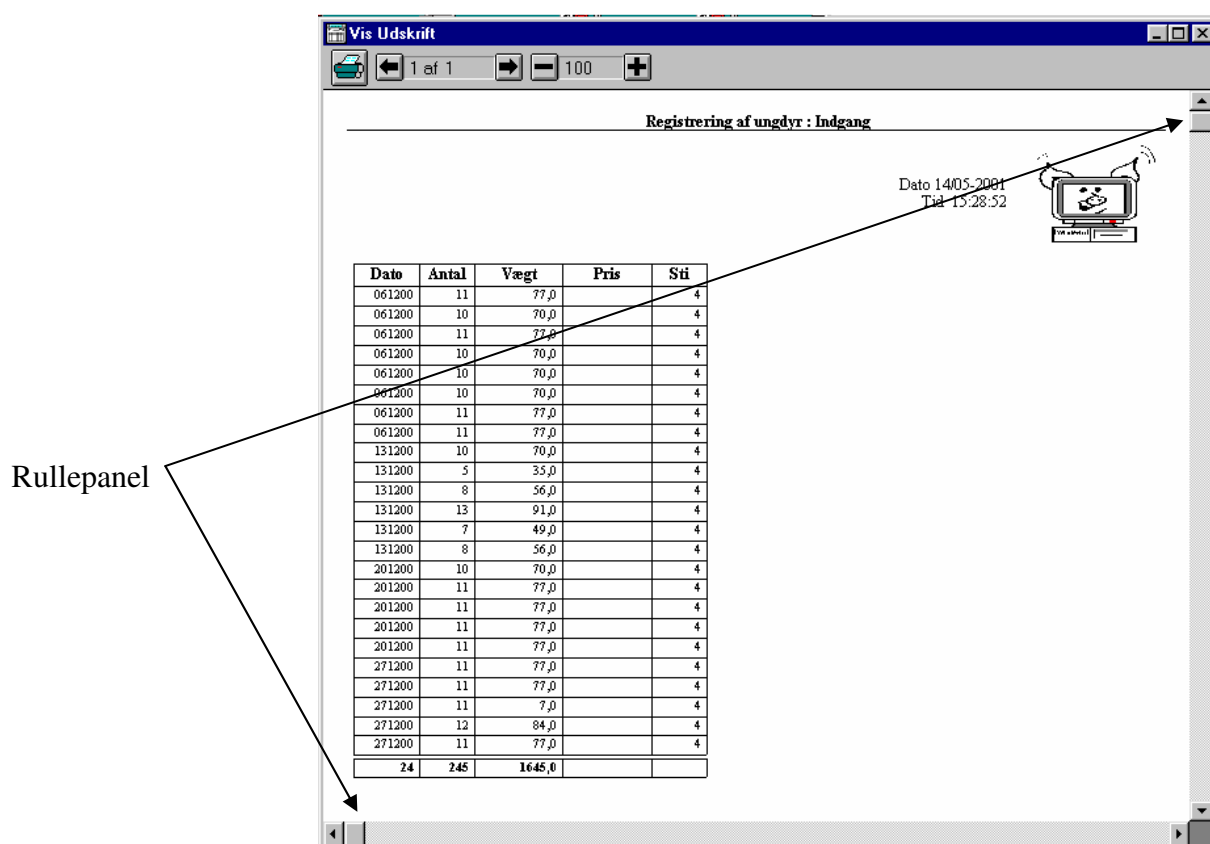 Vis Udskrift
1 af 1 100
Registrering af ungdyr : Indgang
Dato 14/05-2001
Tid 15:28:52
Dato Antal Vægt Pris Sti
061200 11 77,0 4
061200 10 70,0 4
061200 11 77,0 4
061200 10 70,0 4
061200 10 70,0 4
061200 10 70,0 4
061200 11 77,0 4
061200 11 77,0 4
131200 10 70,0 4
131200 5 35,0 4
Rullepanel
131200 8 56,0 4
131200 13 91,0 4
131200 7 49,0 4
131200 8 56,0 4
201200 10 70,0 4
201200 11 77,0 4
201200 11 77,0 4
201200 11 77,0 4
201200 11 77,0 4
271200 11 77,0 4
271200 11 77,0 4
271200 11 7,0 4
271200 12 84,0 4
271200 11 77,0 4
24 245 1645,0